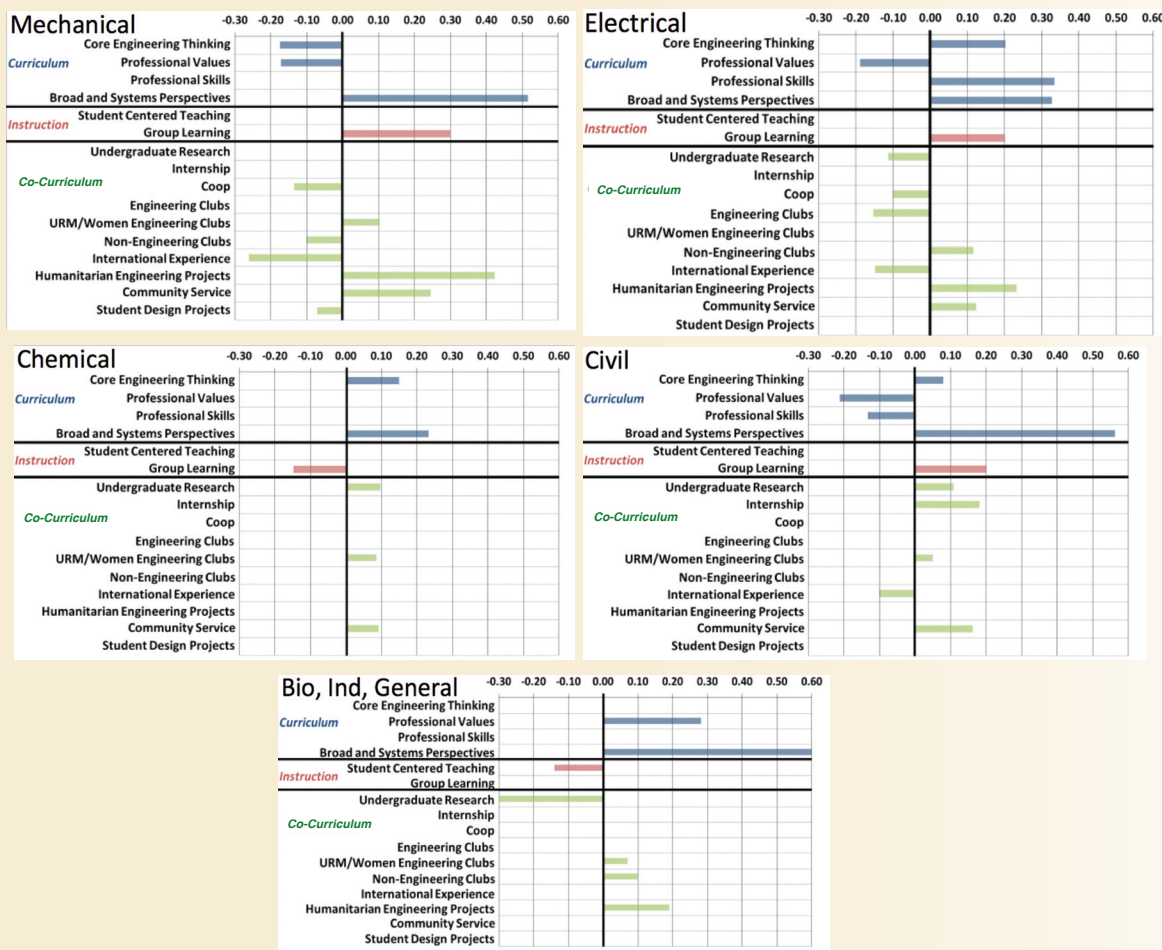 Mechanical
-0.30 -0.20 -0.10 0.00 0.10 0.20 0.30 0.40 0.50 0.60
Core Engineering Thinking
Curriculum Professional Values
Professional Skills
Broad and Systems Perspectives
Student Centered Teaching
Instruction Group Learning
Undergraduate Research
Internship
Co-Curriculum Coop
Engineering Clubs
URM/Women Engineering Clubs
Non-Engineering Clubs
International Experience
Humanitarian Engineering Projects
Community Service
Student Design Projects
Electrical
-0.30 -0.20 -0.10 0.00 0.10 0.20 0.30 0.40 0.50 0.60
Core Engineering Thinking
Curriculum Professional Values
Professional Skills
Broad and Systems Perspectives
Student Centered Teaching
Instruction Group Learning
Undergraduate Research
Internship
Co-Curriculum Coop
Engineering Clubs
URM/Women Engineering Clubs
Non-Engineering Clubs
International Experience
Humanitarian Engineering Projects
Community Service
Student Design Projects
Chemical
-0.30 -0.20 -0.10 0.00 0.10 0.20 0.30 0.40 0.50 0.60
Core Engineering Thinking
Curriculum Professional Values
Professional Skills
Broad and Systems Perspectives
Student Centered Teaching
Instruction Group Learning
Undergraduate Research
Internship
Co-Curriculum Coop
Engineering Clubs
URM/Women Engineering Clubs
Non-Engineering Clubs
International Experience
Humanitarian Engineering Projects
Community Service
Student Design Projects
Civil
-0.30 -0.20 -0.10 0.00 0.10 0.20 0.30 0.40 0.50 0.60
Core Engineering Thinking
Curriculum Professional Values
Professional Skills
Broad and Systems Perspectives
Student Centered Teaching
Instruction Group Learning
Undergraduate Research
Internship
Co-Curriculum Coop
Engineering Clubs
URM/Women Engineering Clubs
Non-Engineering Clubs
International Experience
Humanitarian Engineering Projects
Community Service
Student Design Projects
Bio, Ind, General
-0.30 -0.20 -0.10 0.00 0.10 0.20 0.30 0.40 0.50 0.60
Core Engineering Thinking
Curriculum Professional Values
Professional Skills
Broad and Systems Perspectives
Student Centered Teaching
Instruction Group Learning
Undergraduate Research
Internship
Co-Curriculum Coop
Engineering Clubs
URM/Women Engineering Clubs
Non-Engineering Clubs
International Experience
Humanitarian Engineering Projects
Community Service
Student Design Projects